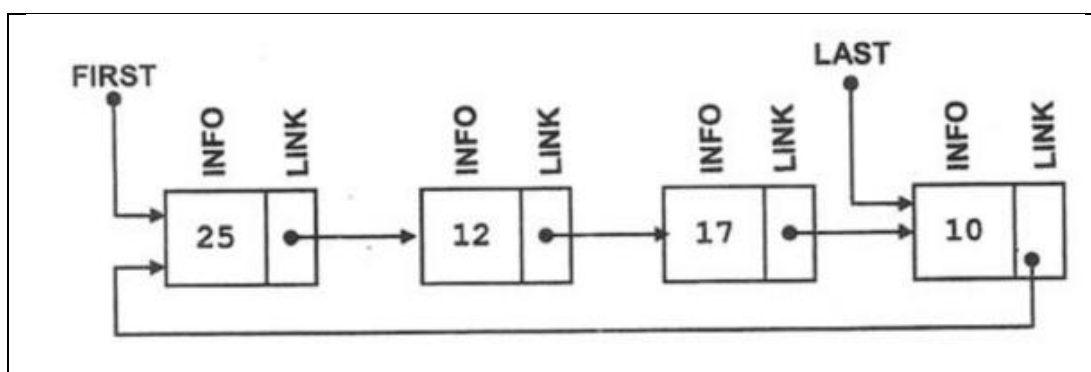 FIRST
LAST
INFO LINK INFO LINK INFO LINK INFO LINK
25 12 17 10